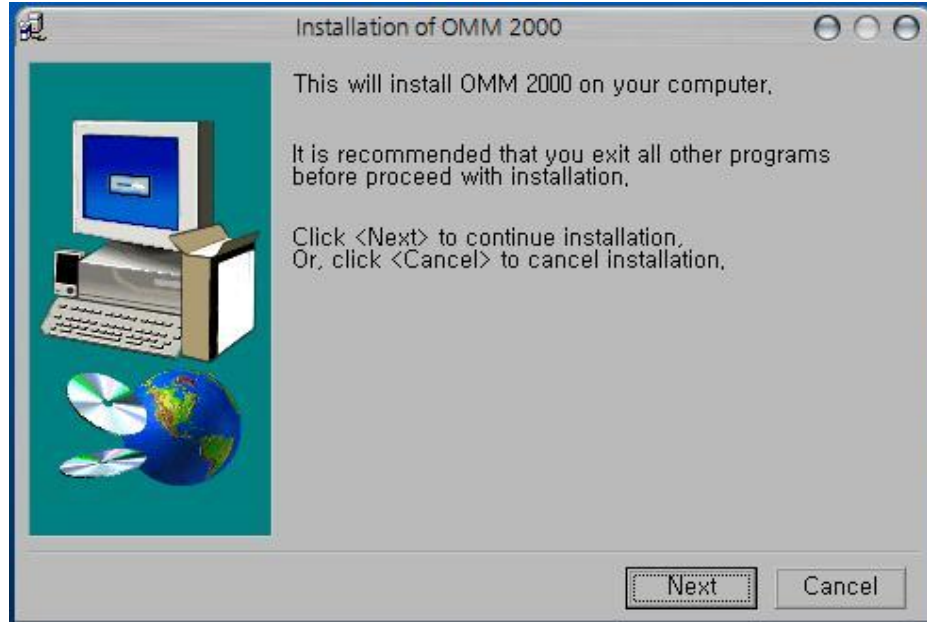 Installation of OMM 2000
This will install OMM 2000 on your computer,
It is recommended that you exit all other programs
before proceed with installation,
Click <Next> to continue installation,
Or, click <Cancel> to cancel installation,
Next
Cancel